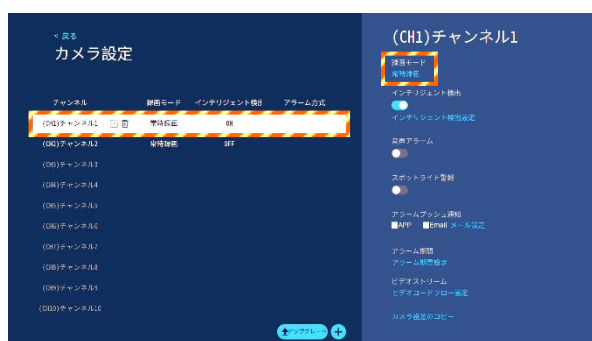 < 戻る
カメラ設定
チャンネル 録画モード インテリジェント検出 アラーム方式
(CH1)チャンネル1 常時録画 ON
(CH2)チャンネル2 常時録画 OFF
(CH3)チャンネル3
(CH4)チャンネル4
(CH5)チャンネル5
(CH6)チャンネル6
(CH7)チャンネル7
(CH8)チャンネル8
(CH9)チャンネル9
(CH10)チャンネル10
アップグレード
(CH1)チャンネル1
録画モード
常時録画
インテリジェント検出
インテリジェント検出設定
音声アラーム
スポットライト警報
アラームプッシュ通知
APP Email メール設定
アラーム期間
アラーム期間設定
ビデオストリーム
ビデオコードフロー設定
カメラ設定のコピー